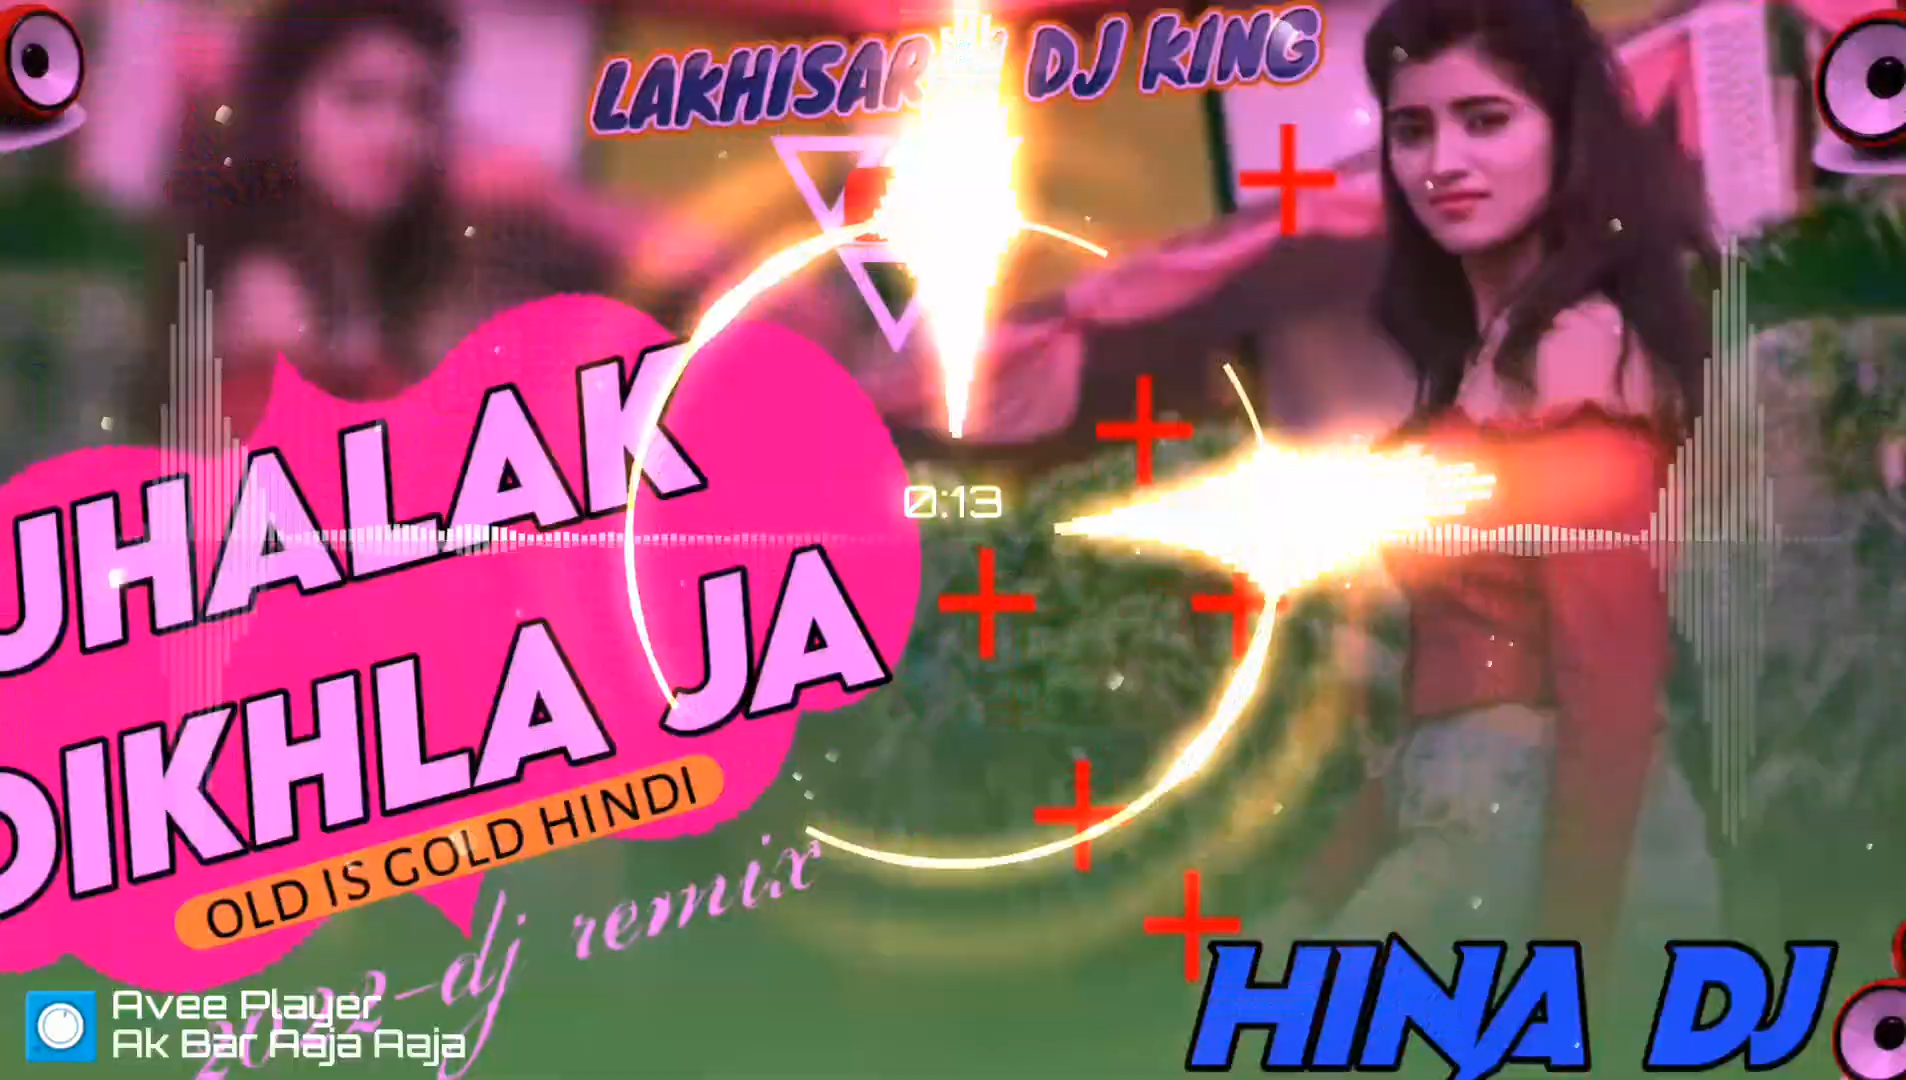 LAKHISAR DJ KING
JHALAK
DIKHLA JA
0:13
OLD IS GOLD HINDI
2022-dj remix
HINA DJ
Avee Player
Ak Bar Aaja Aaja